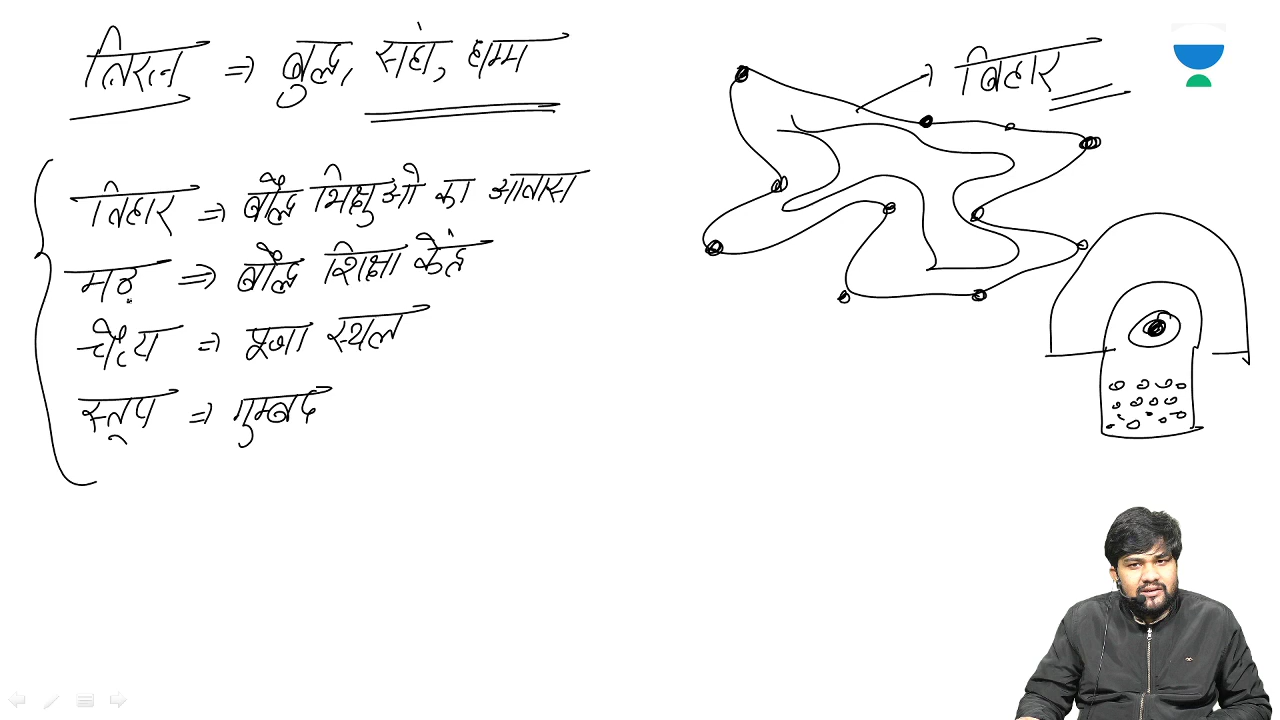 त्रिरत्न ⇒ बुद्ध, संघ, धम्म
विहार ⇒ बौद्ध भिक्षुओ का आवास
मठ ⇒ बौद्ध शिक्षा केंद्र
चैत्य ⇒ पूजा स्थल
स्तूप ⇒ गुम्बद
बिहार